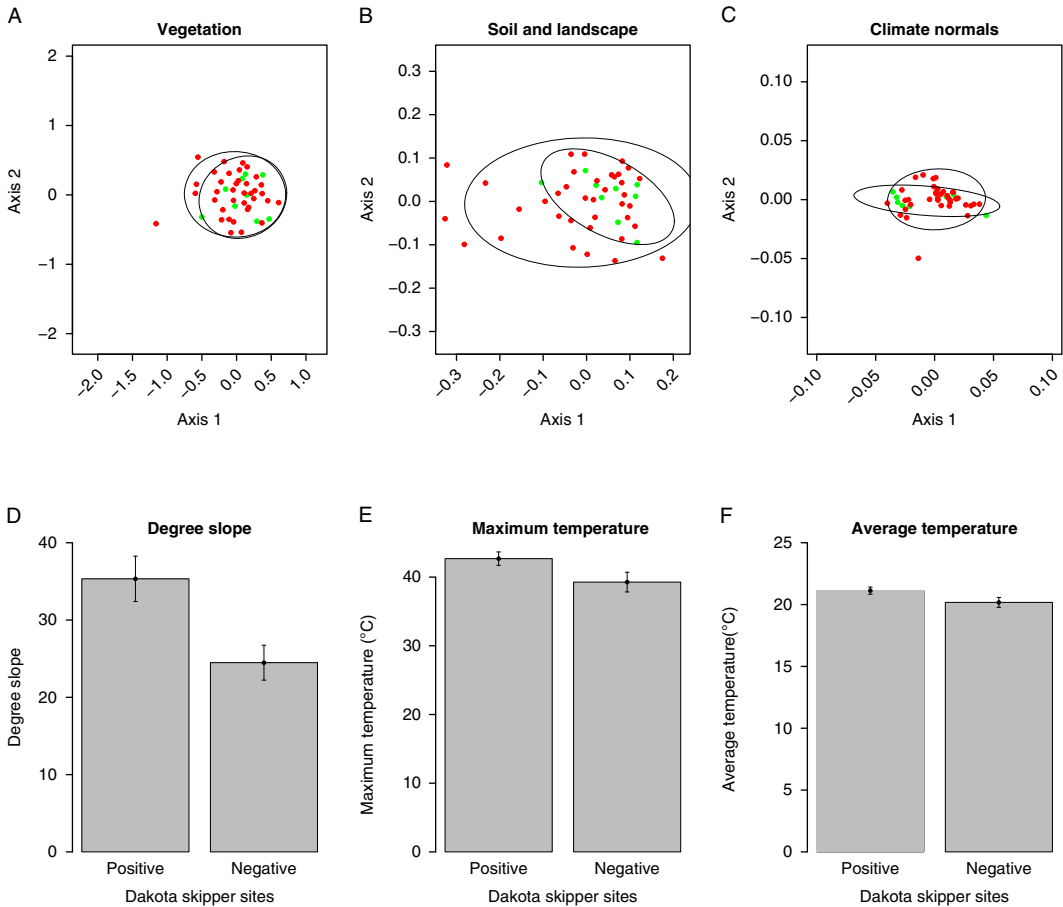 A
Vegetation
Axis 2
2
1
0
−1
−2
−2.0
−1.5
−1.0
−0.5
0.0
0.5
1.0
Axis 1
B
Soil and landscape
Axis 2
0.3
0.2
0.1
0.0
−0.1
−0.2
−0.3
−0.3
−0.2
−0.1
0.0
0.1
0.2
Axis 1
C
Climate normals
Axis 2
0.10
0.05
0.00
−0.05
−0.10
−0.10
−0.05
0.00
0.05
0.10
Axis 1
D
Degree slope
Degree slope
40
30
20
10
0
Positive
Negative
Dakota skipper sites
E
Maximum temperature
Maximum temperature (°C)
40
30
20
10
0
Positive
Negative
Dakota skipper sites
F
Average temperature
Average temperature(°C)
25
20
15
10
5
0
Positive
Negative
Dakota skipper sites